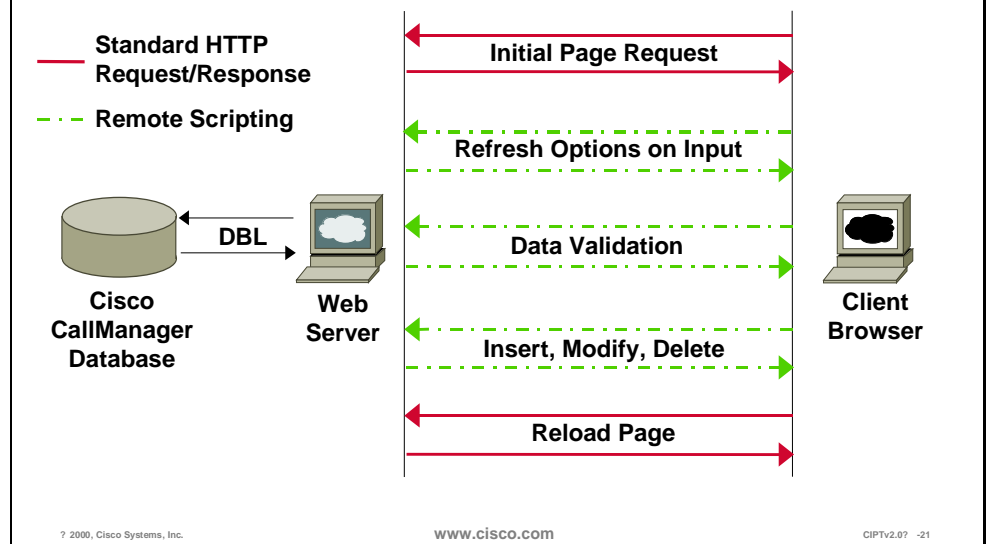 Standard HTTP
Request/Response
Remote Scripting
Initial Page Request
Refresh Options on Input
DBL
Data Validation
Cisco
CallManager
Database
Web
Server
Client
Browser
Insert, Modify, Delete
Reload Page
? 2000, Cisco Systems, Inc.
www.cisco.com
CIPTv2.0? -21